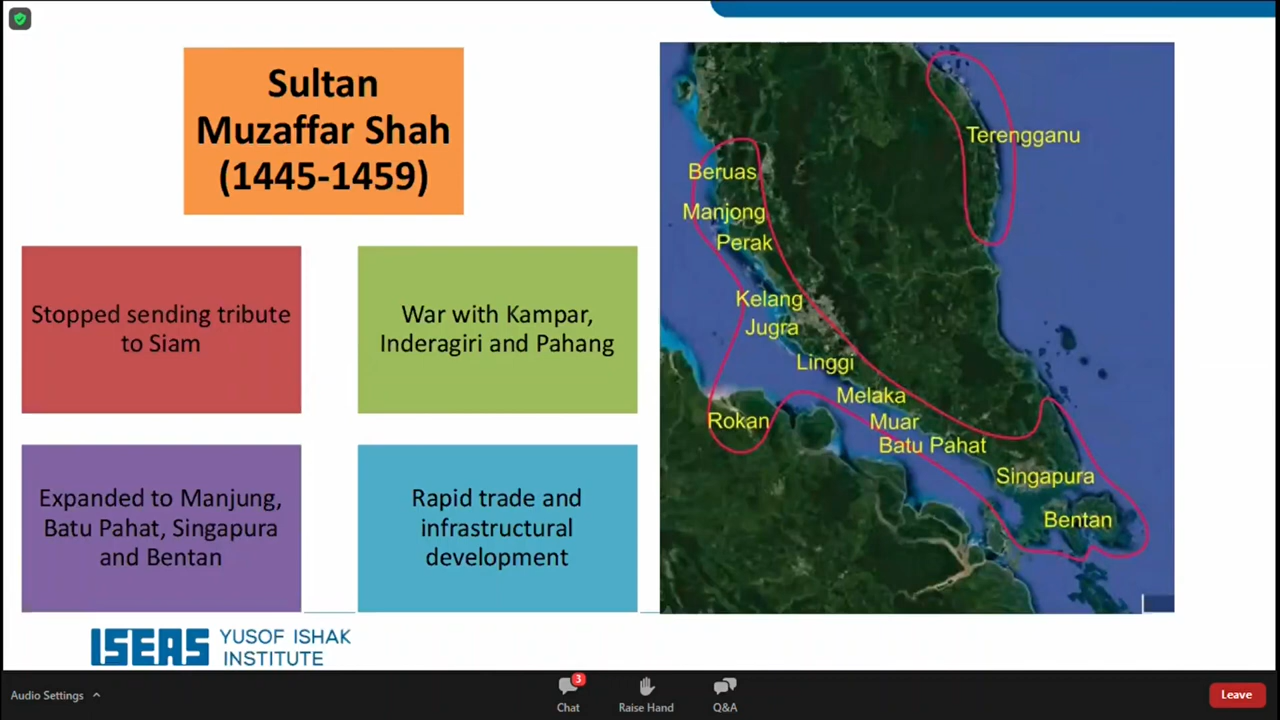 Sultan
Muzaffar Shah
(1445-1459)
Stopped sending tribute
to Siam
War with Kampar,
Inderagiri and Pahang
Expanded to Manjung,
Batu Pahat, Singapura
and Bentan
Rapid trade and
infrastructural
development
Terengganu
Beruas
Manjong
Perak
Kelang
Jugra
Linggi
Melaka
Rokan
Muar
Batu Pahat
Singapura
Bentan
ISEAS
YUSOF ISHAK
INSTITUTE
Audio Settings
3
Chat
Raise Hand
Q&A
Leave